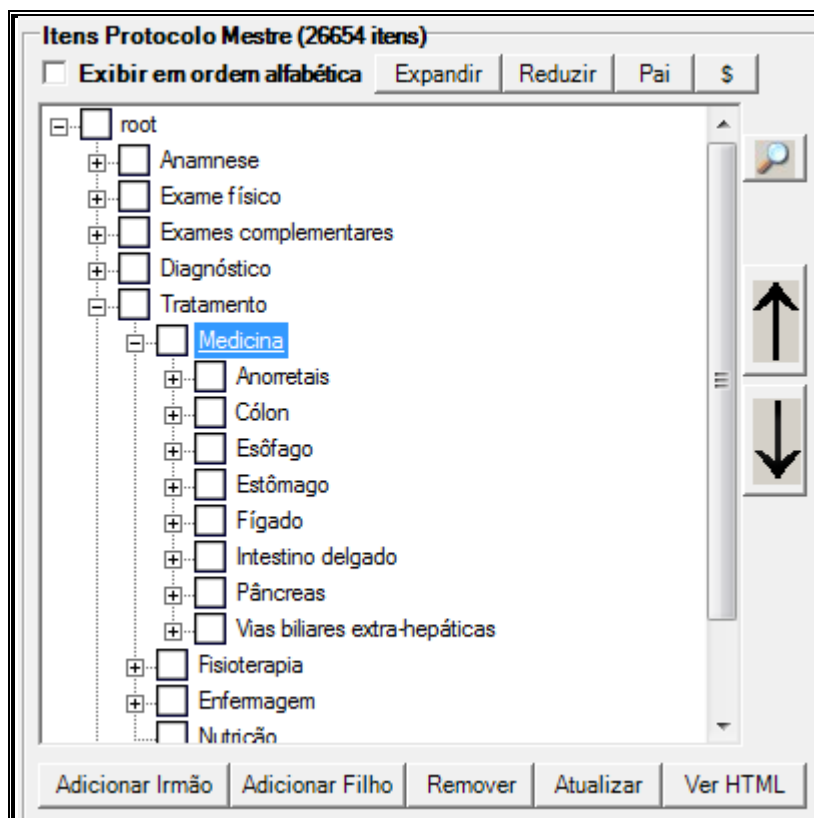 Itens Protocolo Mestre (26654 itens)
Exibir em ordem alfabética Expandir Reduzir Pai $
root
Anamnese
Exame físico
Exames complementares
Diagnóstico
Tratamento
Medicina
Anorretais
Cólon
Esôfago
Estômago
Fígado
Intestino delgado
Pâncreas
Vias biliares extra-hepáticas
Fisioterapia
Enfermagem
Nutrição
Adicionar Irmão Adicionar Filho Remover Atualizar Ver HTML